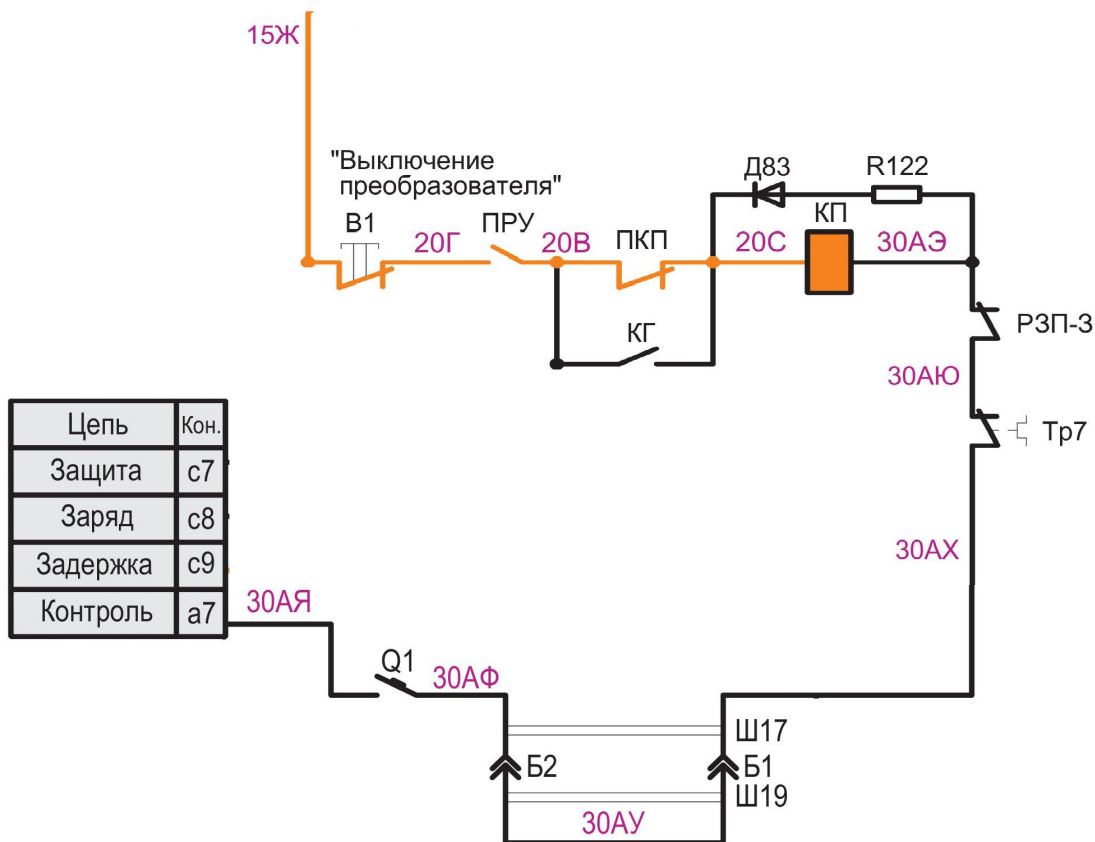 15Ж
"Выключение
преобразователя"
В1
20Г
ПРУ
20В
ПКП
20С
КП
30АЭ
Д83
R122
КГ
РЗП-3
30АЮ
Тр7
30АХ
Цепь Кон.
Защита с7
Заряд с8
Задержка с9
Контроль а7
30АЯ
Q1
30АФ
Ш17
Б2
Б1
Ш19
30АУ